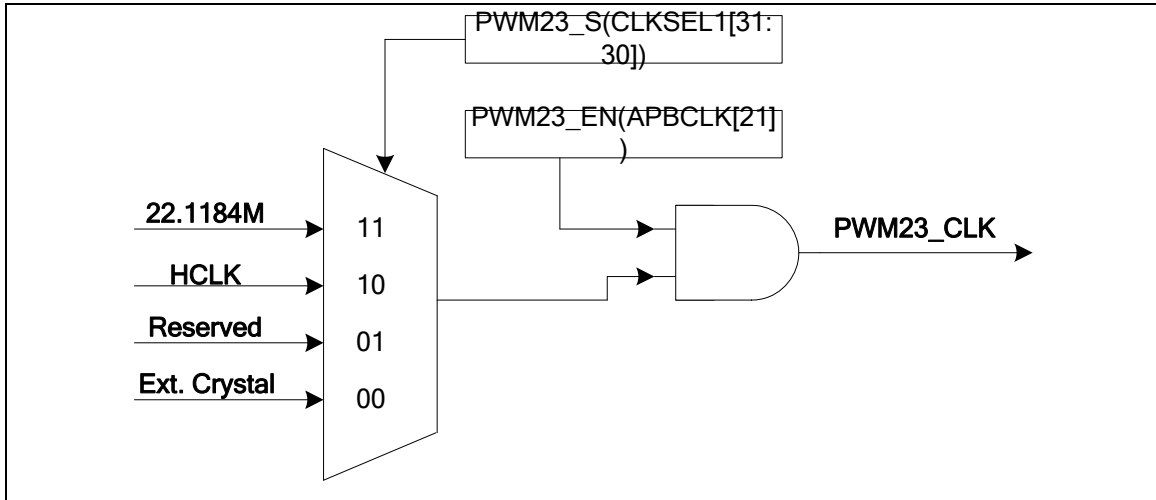 PWM23_S(CLKSEL1[31:
30])
PWM23_EN(APBCLK[21]
)
22.1184M
11
PWM23_CLK
HCLK
10
Reserved
01
Ext. Crystal
00